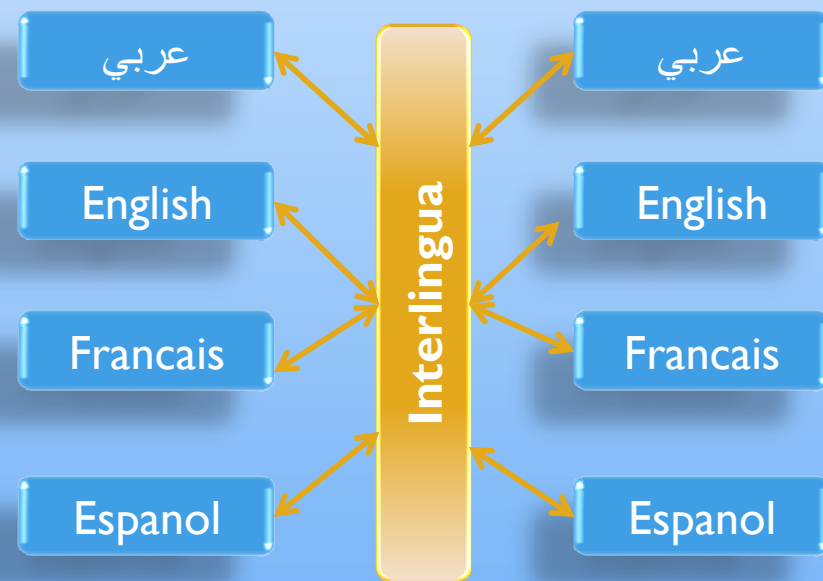 عربي
عربي
English
English
Interlingua
Francais
Francais
Espanol
Espanol